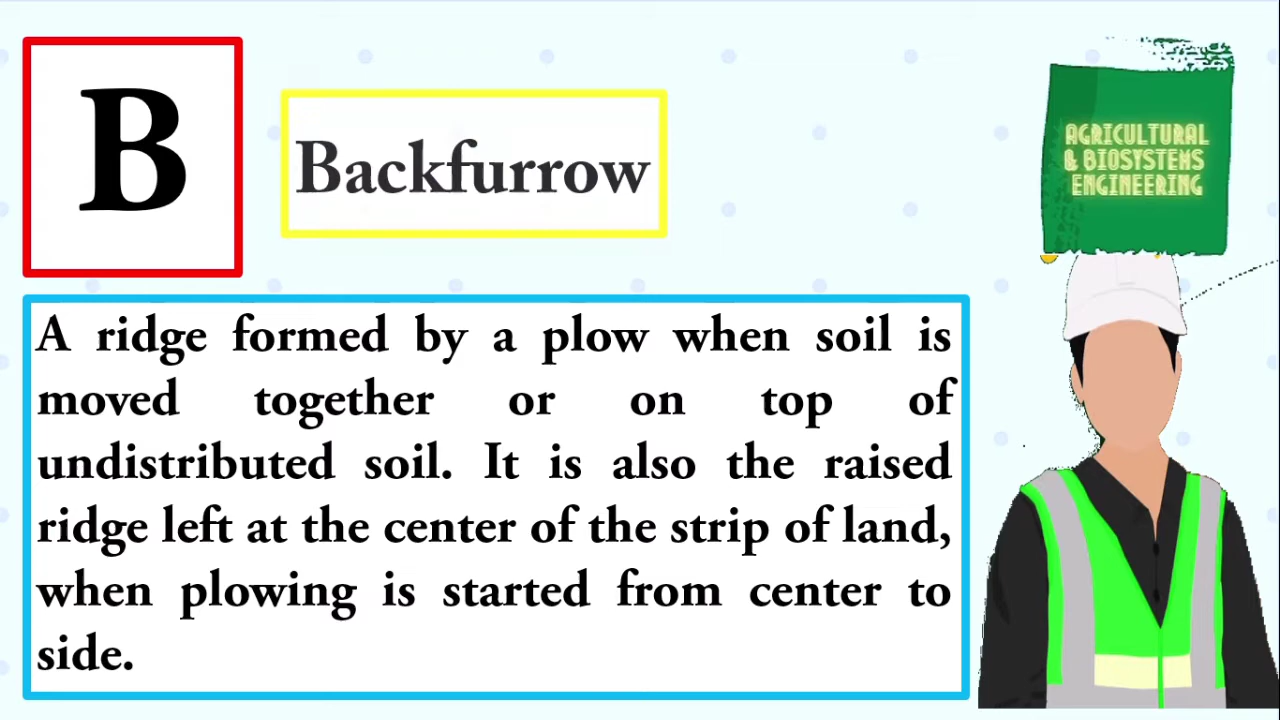 B
Backfurrow
AGRICULTURAL
& BIOSYSTEMS
ENGINEERING
A ridge formed by a plow when soil is
moved together or on top of
undistributed soil. It is also the raised
ridge left at the center of the strip of land,
when plowing is started from center to
side.